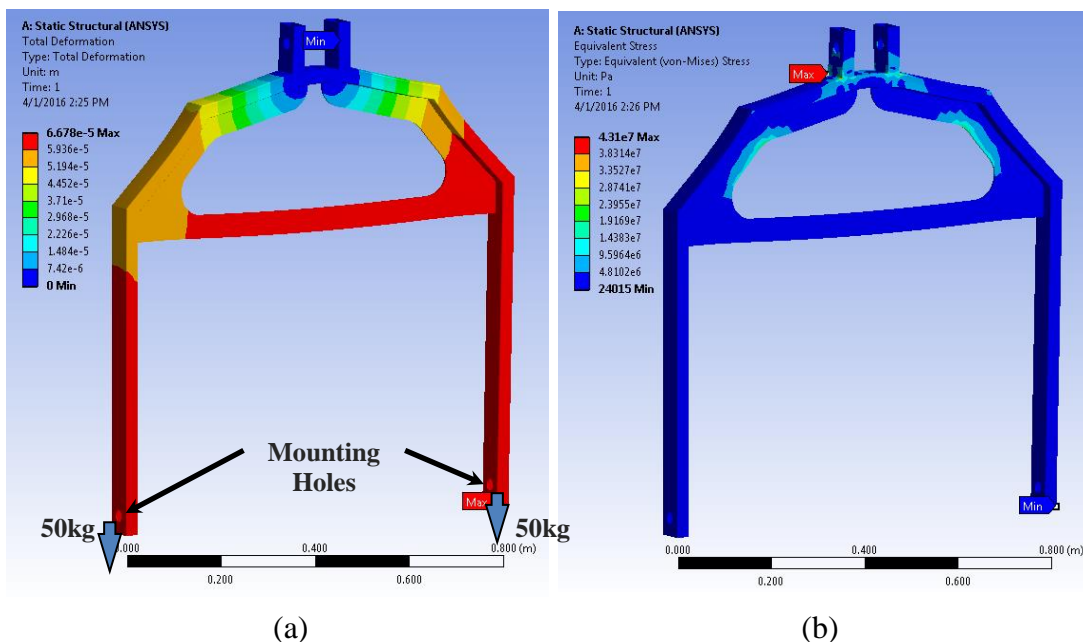 A: Static Structural (ANSYS)
Total Deformation
Type: Total Deformation
Unit: m
Time: 1
4/1/2016 2:25 PM
6.678e-5 Max
5.936e-5
5.194e-5
4.452e-5
3.71e-5
2.968e-5
2.226e-5
1.484e-5
7.42e-6
0 Min
Min
Mounting
Holes
Max
50kg
50kg
0.000
0.400
0.800 (m)
0.200
0.600
(a)
A: Static Structural (ANSYS)
Equivalent Stress
Type: Equivalent (von-Mises) Stress
Unit: Pa
Time: 1
4/1/2016 2:26 PM
4.31e7 Max
3.8314e7
3.3527e7
2.8741e7
2.3955e7
1.9169e7
1.4383e7
9.5964e6
4.8102e6
24015 Min
Max
Min
0.000
0.400
0.800 (m)
0.200
0.600
(b)